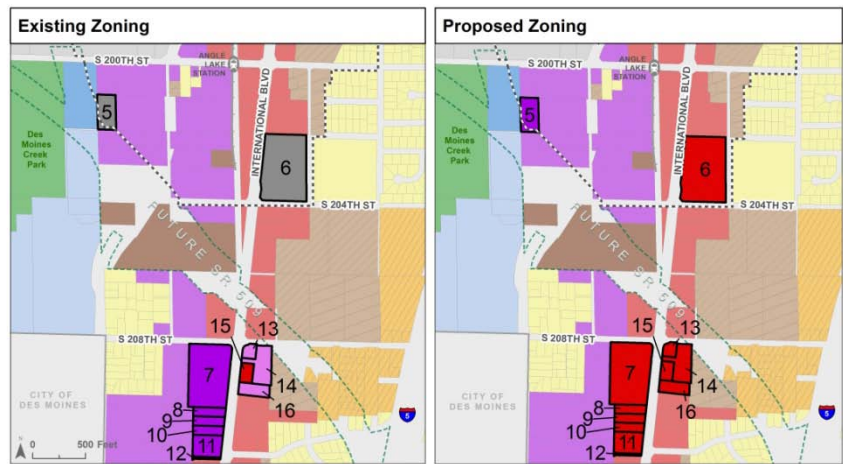 Existing Zoning
S 200TH ST
ANGLE
LAKE
STATION
INTERNATIONAL BLVD
5
6
Des
Moines
Creek
Park
S 204TH ST
FUTURE SR 509
S 208TH ST
15
13
7
14
16
8
9
10
11
12
CITY OF
DES MOINES
N
0 500 Feet
5
Proposed Zoning
S 200TH ST
ANGLE
LAKE
STATION
INTERNATIONAL BLVD
5
6
Des
Moines
Creek
Park
S 204TH ST
FUTURE SR 509
S 208TH ST
15
13
7
14
16
8
9
10
11
12
CITY OF
DES MOINES
N
0 500 Feet
5